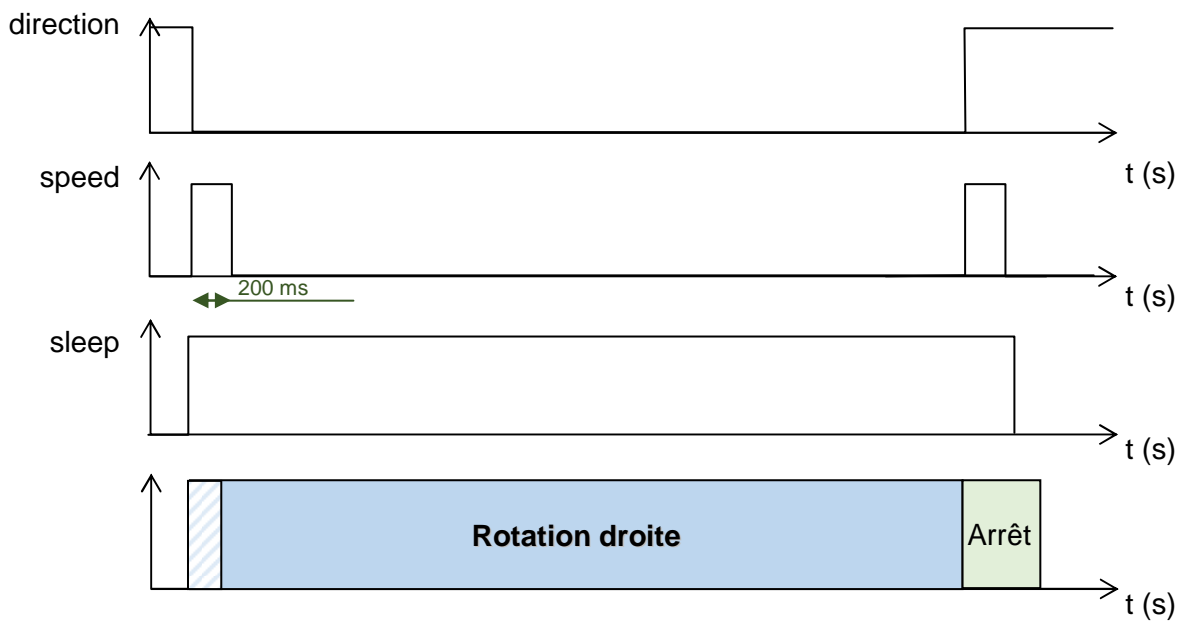 direction
t (s)
speed
200 ms
t (s)
sleep
t (s)
Rotation droite
Arrêt
t (s)